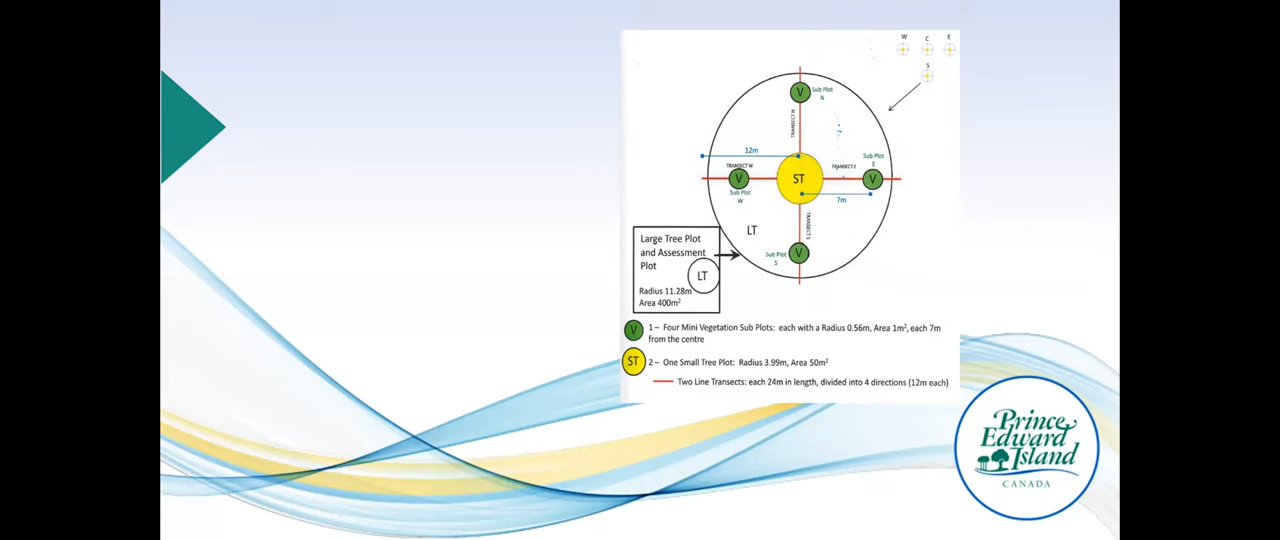 W C E
S
V
Sub Plot
N
TRANSECT N
12m
Sub Plot
E
TRANSECT W
TRANSECT E
V
ST
V
Sub Plot
W
7m
LT
TRANSECT S
Sub Plot
S
V
Large Tree Plot
and Assessment
Plot
LT
Radius 11.28m
Area 400m²
V 1 – Four Mini Vegetation Sub Plots: each with a Radius 0.56m, Area 1m², each 7m
from the centre
ST 2 – One Small Tree Plot: Radius 3.99m, Area 50m²
Two Line Transects: each 24m in length, divided into 4 directions (12m each)
Prince
Edward
Island
CANADA